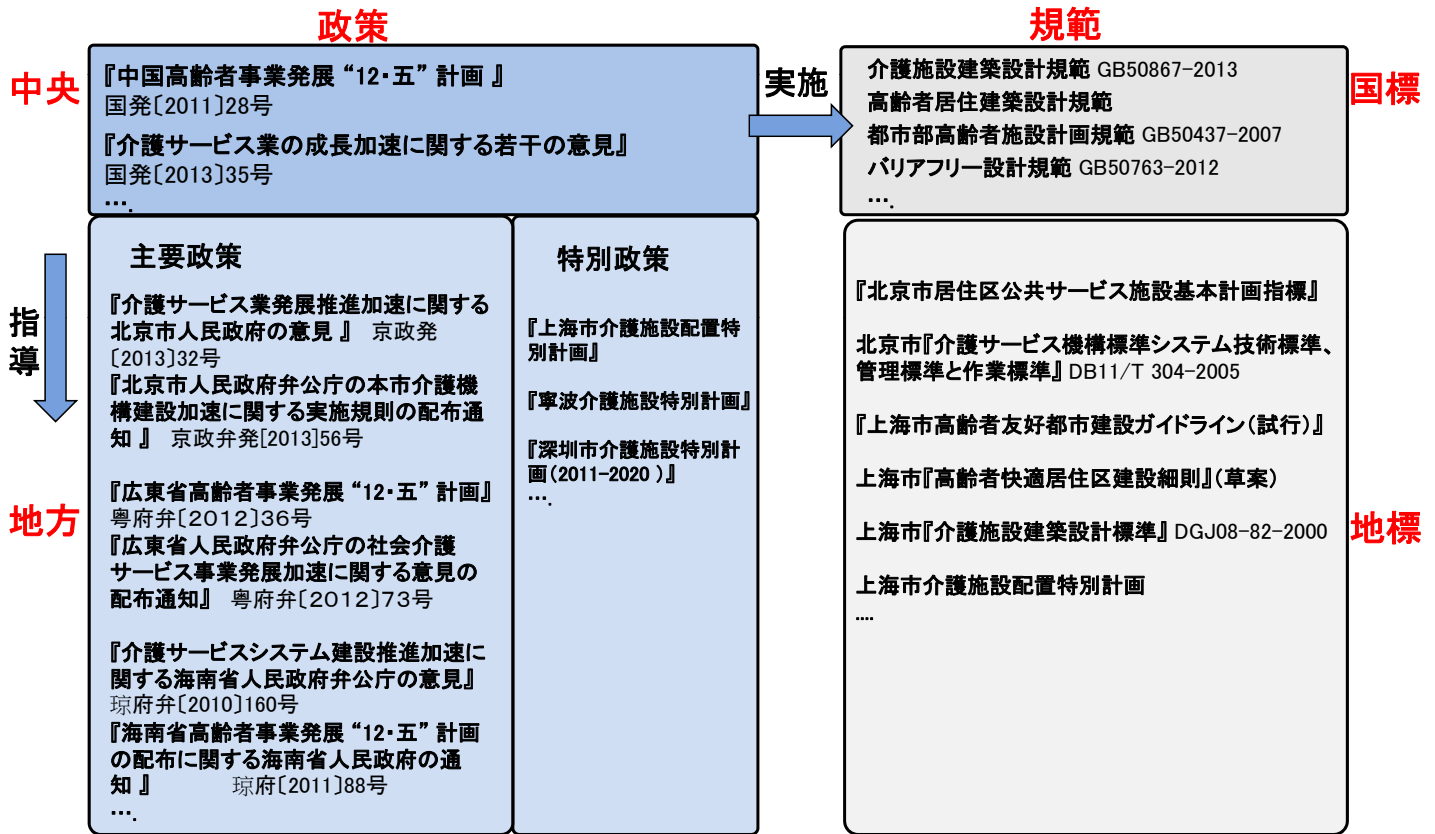 政策
規範
中央
『中国高齢者事業発展 “12・五” 計画 』
国発〔2011〕28号
『介護サービス業の成長加速に関する若干の意見』
国発〔2013〕35号
….
実施
介護施設建築設計規範 GB50867-2013
高齢者居住建築設計規範
都市部高齢者施設計画規範 GB50437-2007
バリアフリー設計規範 GB50763-2012
….
国標
指
導
地方
主要政策
『介護サービス業発展推進加速に関する
北京市人民政府の意見 』 京政発
〔2013〕32号
『北京市人民政府弁公庁の本市介護機
構建設加速に関する実施規則の配布通
知 』 京政弁発[2013]56号
『広東省高齢者事業発展 “12・五” 計画』
粤府弁〔2012〕36号
『広東省人民政府弁公庁の社会介護
サービス事業発展加速に関する意見の
配布通知』 粤府弁〔2012〕73号
『介護サービスシステム建設推進加速に
関する海南省人民政府弁公庁の意見』
琼府弁〔2010〕160号
『海南省高齢者事業発展 “12・五” 計画
の配布に関する海南省人民政府の通
知 』 琼府〔2011〕88号
….
特別政策
『上海市介護施設配置特
別計画』
『寧波介護施設特別計画』
『深圳市介護施設特別計
画(2011-2020 )』
….
『北京市居住区公共サービス施設基本計画指標』
北京市『介護サービス機構標準システム技術標準、
管理標準と作業標準』 DB11/T 304-2005
『上海市高齢者友好都市建設ガイドライン(試行)』
上海市『高齢者快適居住区建設細則』(草案)
上海市『介護施設建築設計標準』 DGJ08-82-2000
上海市介護施設配置特別計画
....
地標